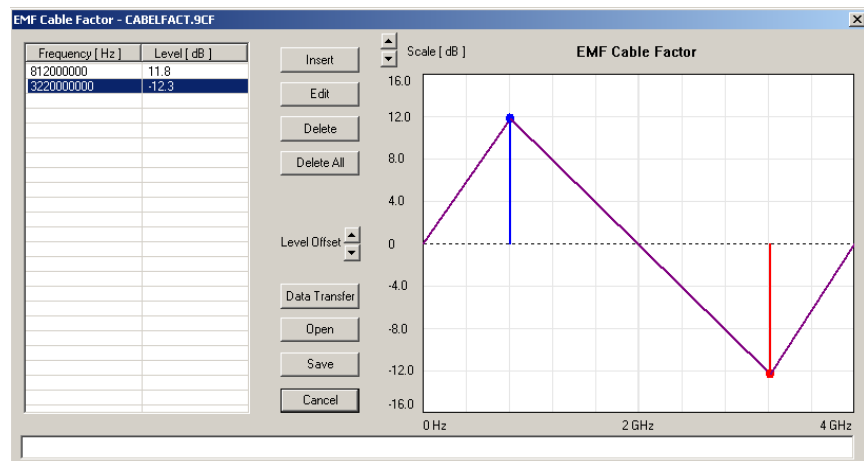 EMF Cable Factor - CABELFACT.9CF
Frequency [ Hz ] Level [ dB ]
812000000 11.8
3220000000 -12.3
Insert
Edit
Delete
Delete All
Level Offset
Data Transfer
Open
Save
Cancel
Scale [ dB ]
EMF Cable Factor
16.0
12.0
8.0
4.0
0
-4.0
-8.0
-12.0
-16.0
0 Hz 2 GHz 4 GHz